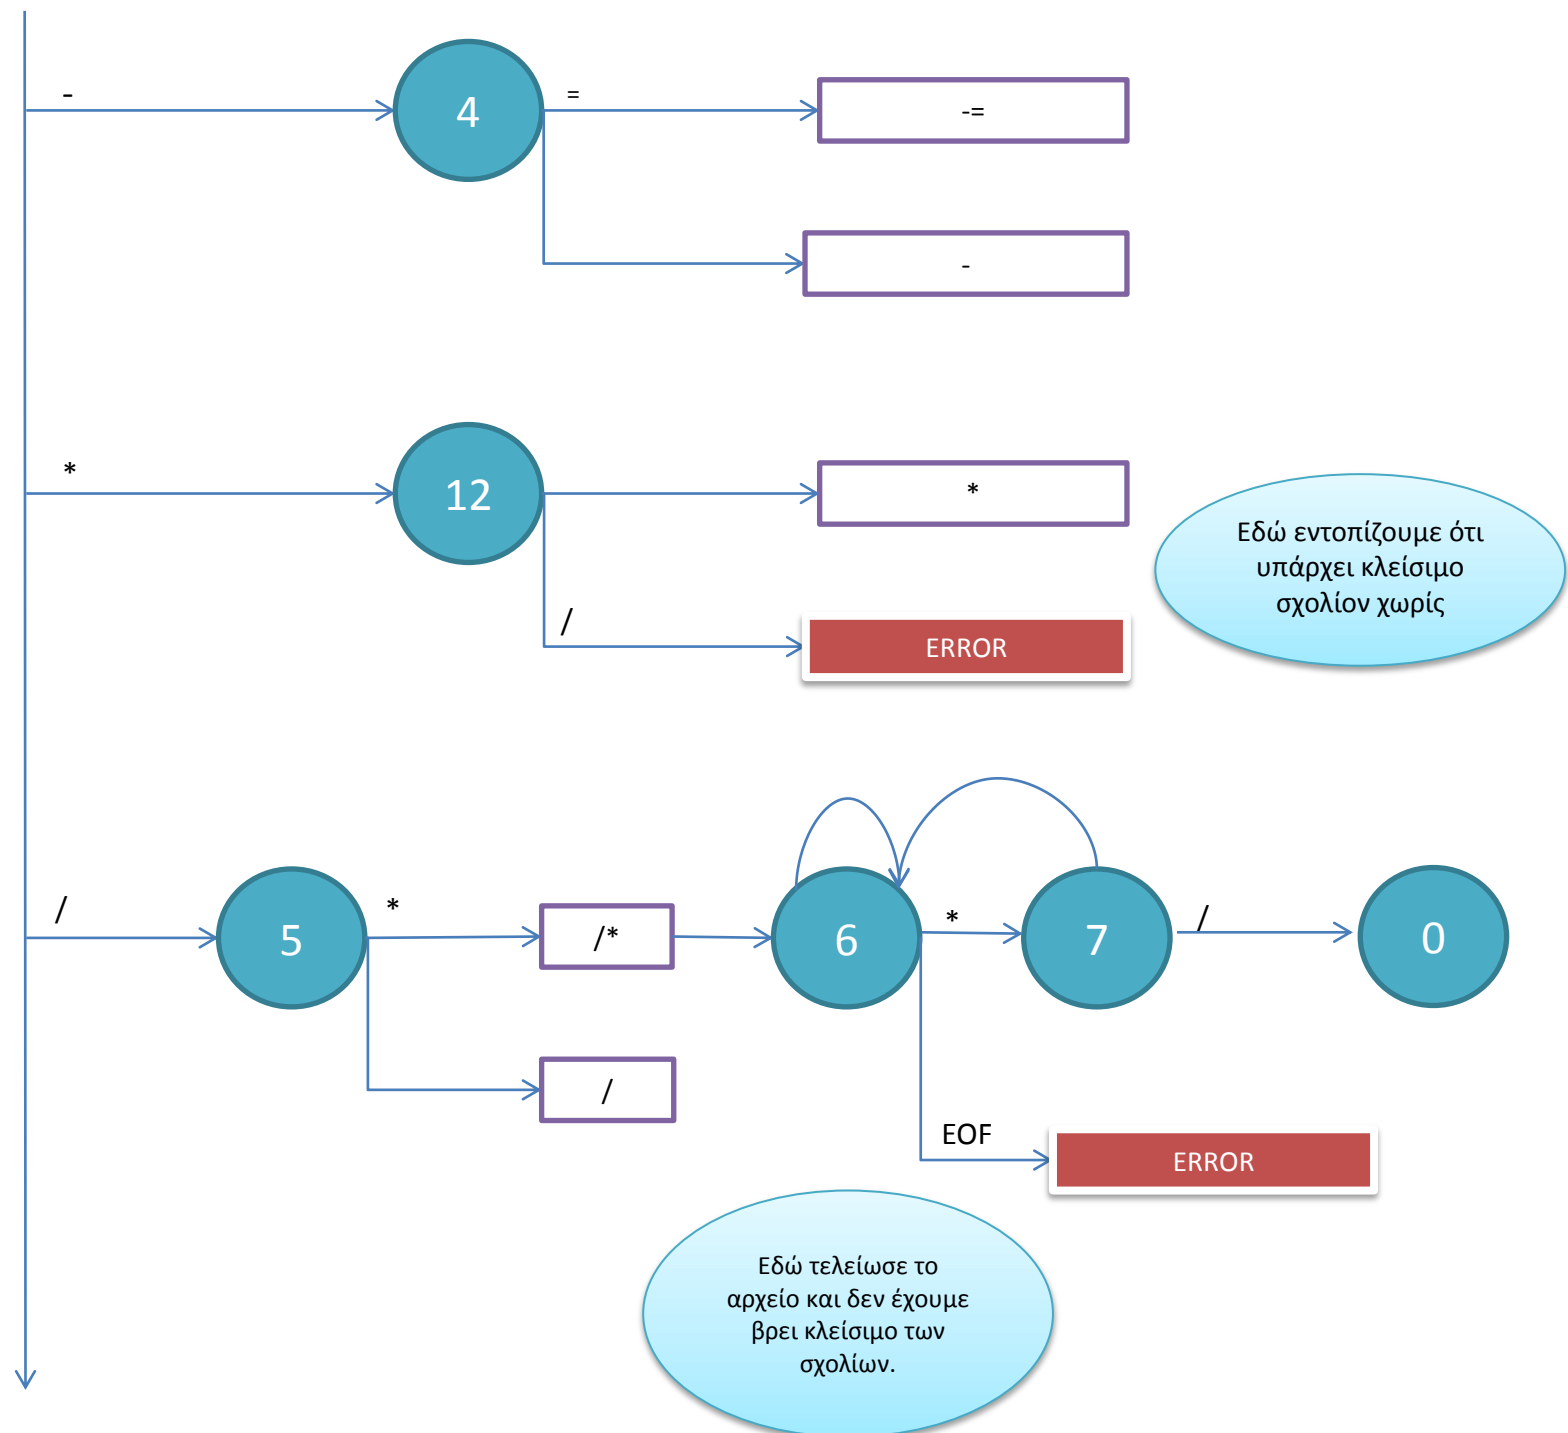 -
4
=
-=
-
*
12
*
Εδώ εντοπίζουμε ότι
υπάρχει κλείσιμο
σχολίον χωρίς
/
ERROR
/
5
*
/*
6
*
7
/
0
/
EOF
ERROR
Εδώ τελείωσε το
αρχείο και δεν έχουμε
βρει κλείσιμο των
σχολίων.